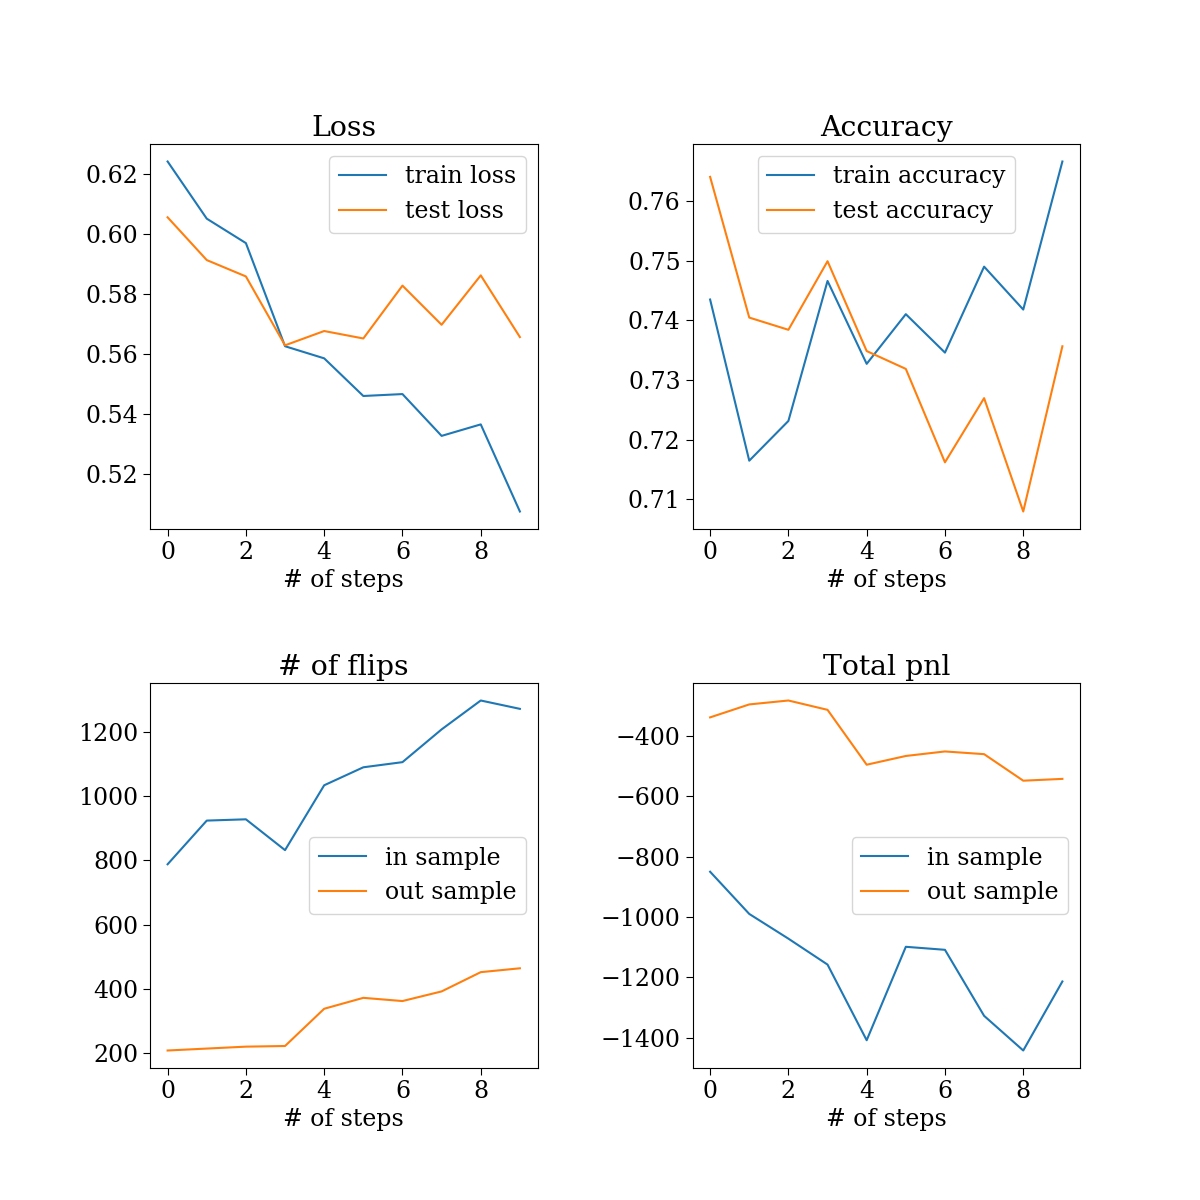 Loss
0.62
0.60
0.58
0.56
0.54
0.52
train loss
test loss
0 2 4 6 8
# of steps
Accuracy
0.76
0.75
0.74
0.73
0.72
0.71
train accuracy
test accuracy
0 2 4 6 8
# of steps
# of flips
1200
1000
800
600
400
200
in sample
out sample
0 2 4 6 8
# of steps
Total pnl
−400
−600
−800
−1000
−1200
−1400
in sample
out sample
0 2 4 6 8
# of steps